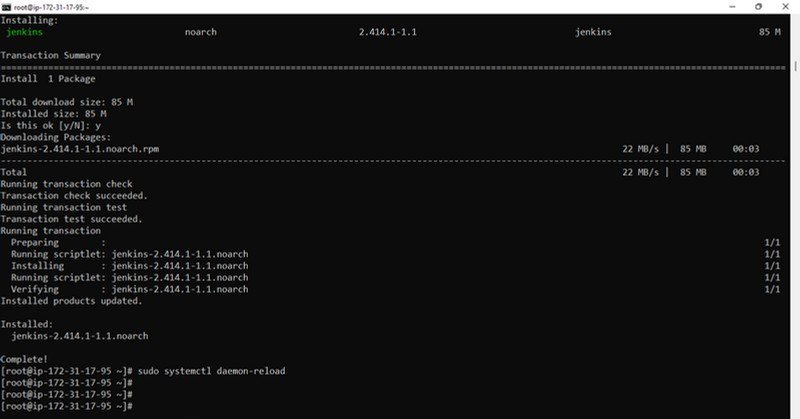 root@ip-172-31-17-95:~
Installing:
jenkins noarch 2.414.1-1.1 jenkins 85 M
Transaction Summary
================================================================================
Install 1 Package
Total download size: 85 M
Installed size: 85 M
Is this ok [y/N]: y
Downloading Packages:
jenkins-2.414.1-1.1.noarch.rpm 22 MB/s | 85 MB 00:03
--------------------------------------------------------------------------------
Total 22 MB/s | 85 MB 00:03
Running transaction check
Transaction check succeeded.
Running transaction test
Transaction test succeeded.
Running transaction
Preparing : 1/1
Running scriptlet: jenkins-2.414.1-1.1.noarch 1/1
Installing : jenkins-2.414.1-1.1.noarch 1/1
Running scriptlet: jenkins-2.414.1-1.1.noarch 1/1
Verifying : jenkins-2.414.1-1.1.noarch 1/1
Installed products updated.
Installed:
jenkins-2.414.1-1.1.noarch
Complete!
[root@ip-172-31-17-95 ~]# sudo systemctl daemon-reload
[root@ip-172-31-17-95 ~]#
[root@ip-172-31-17-95 ~]#
[root@ip-172-31-17-95 ~]#